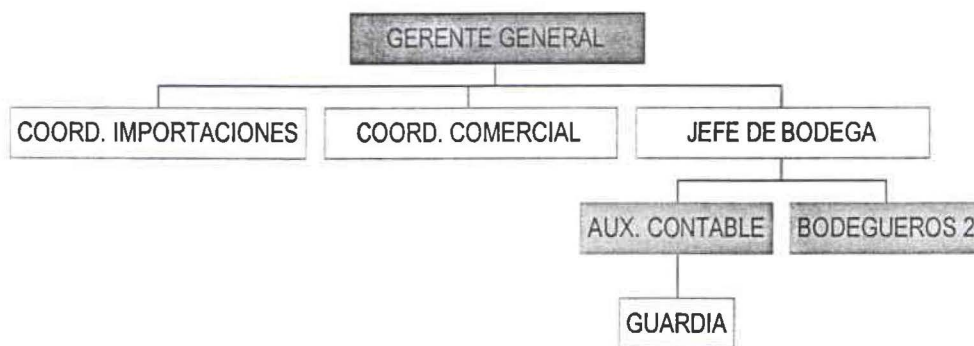 GERENTE GENERAL
COORD. IMPORTACIONES
COORD. COMERCIAL
JEFE DE BODEGA
AUX. CONTABLE
BODEGUEROS 2
GUARDIA